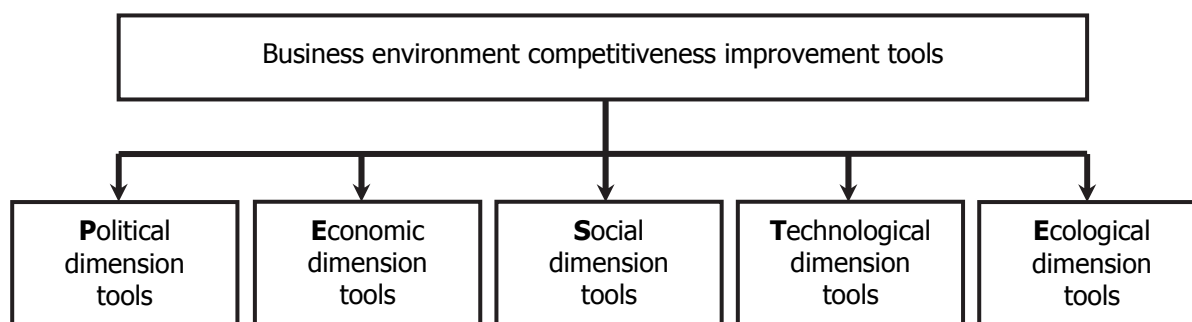 Business environment competitiveness improvement tools
Political
dimension
tools
Economic
dimension
tools
Social
dimension
tools
Technological
dimension
tools
Ecological
dimension
tools